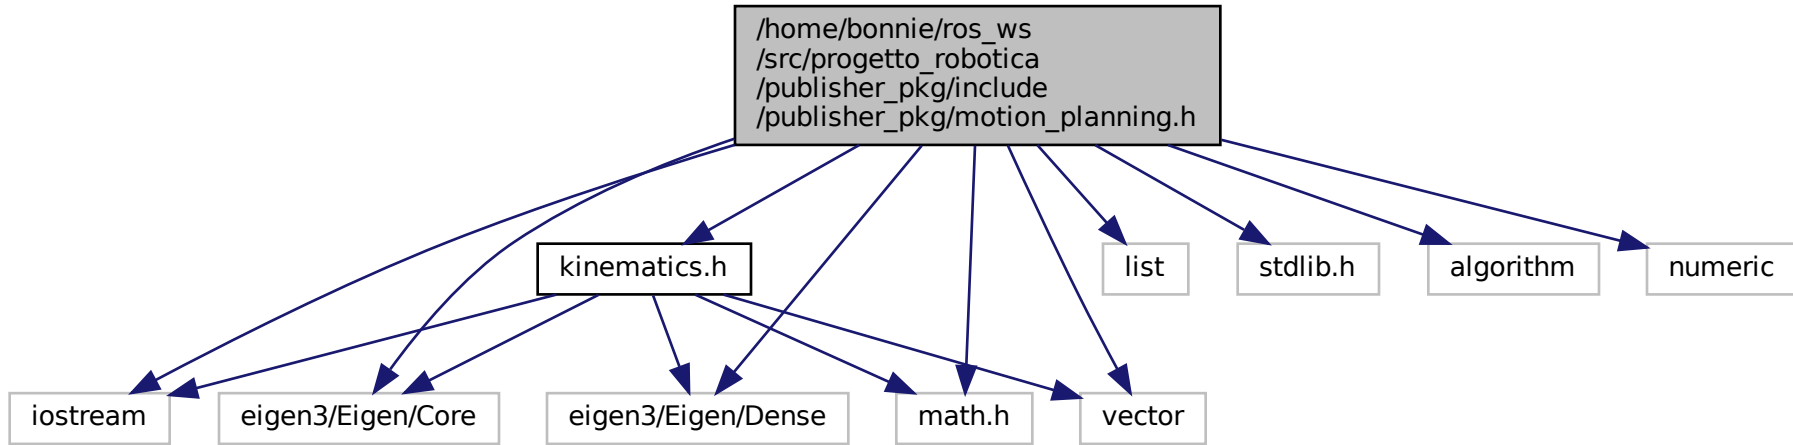 /home/bonnie/ros_ws
/src/progetto_robotica
/publisher_pkg/include
/publisher_pkg/motion_planning.h
kinematics.h
list
stdlib.h
algorithm
numeric
iostream
eigen3/Eigen/Core
eigen3/Eigen/Dense
math.h
vector